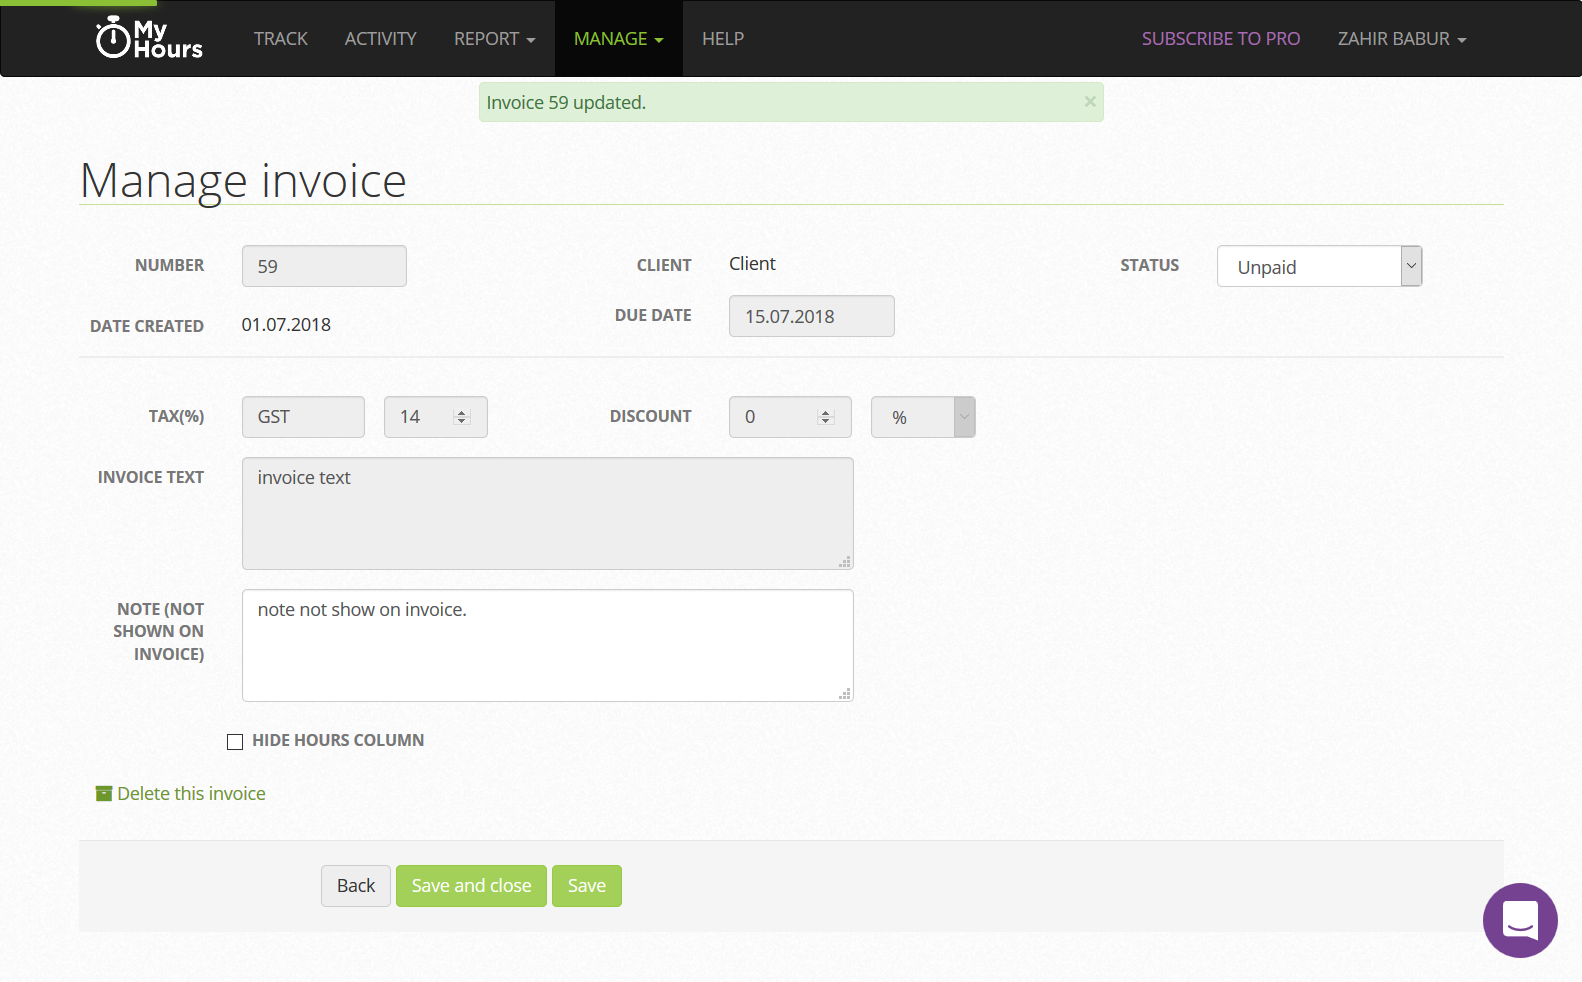 My Hours
TRACK ACTIVITY REPORT MANAGE HELP SUBSCRIBE TO PRO ZAHIR BABUR
Invoice 59 updated. ×
Manage invoice
NUMBER 59 CLIENT Client STATUS Unpaid
DATE CREATED 01.07.2018 DUE DATE 15.07.2018
TAX(%) GST 14 DISCOUNT 0 %
INVOICE TEXT invoice text
NOTE (NOT SHOWN ON INVOICE) note not show on invoice.
HIDE HOURS COLUMN
Delete this invoice
Back Save and close Save